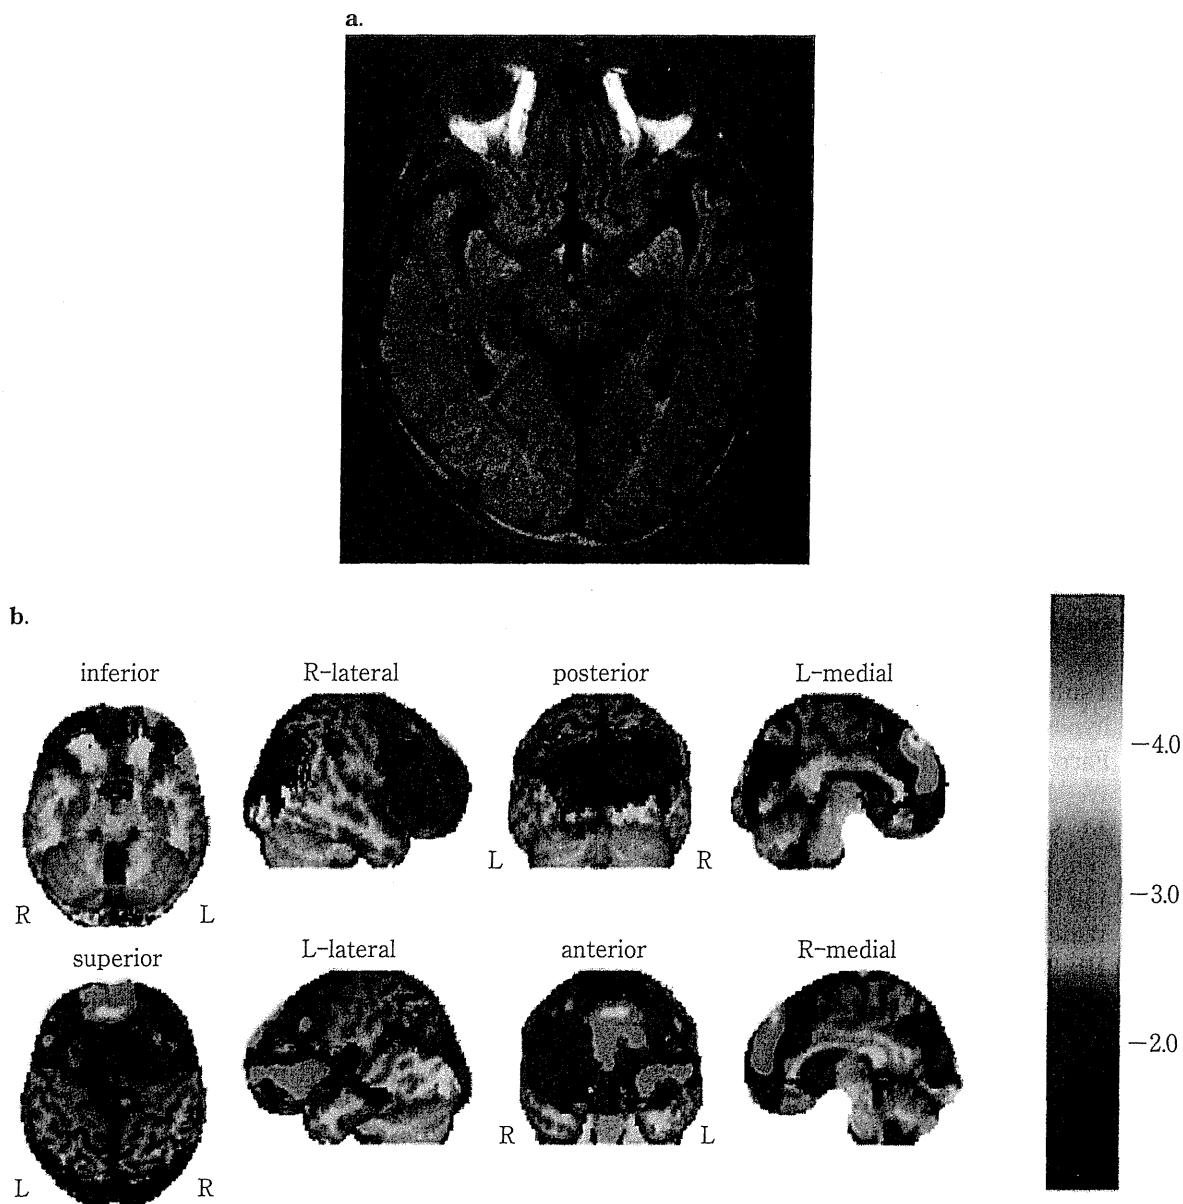 a.
b.
inferior
R-lateral
posterior
L-medial
R
L
L
R
superior
L-lateral
anterior
R-medial
L
R
R
L
−4.0
−3.0
−2.0